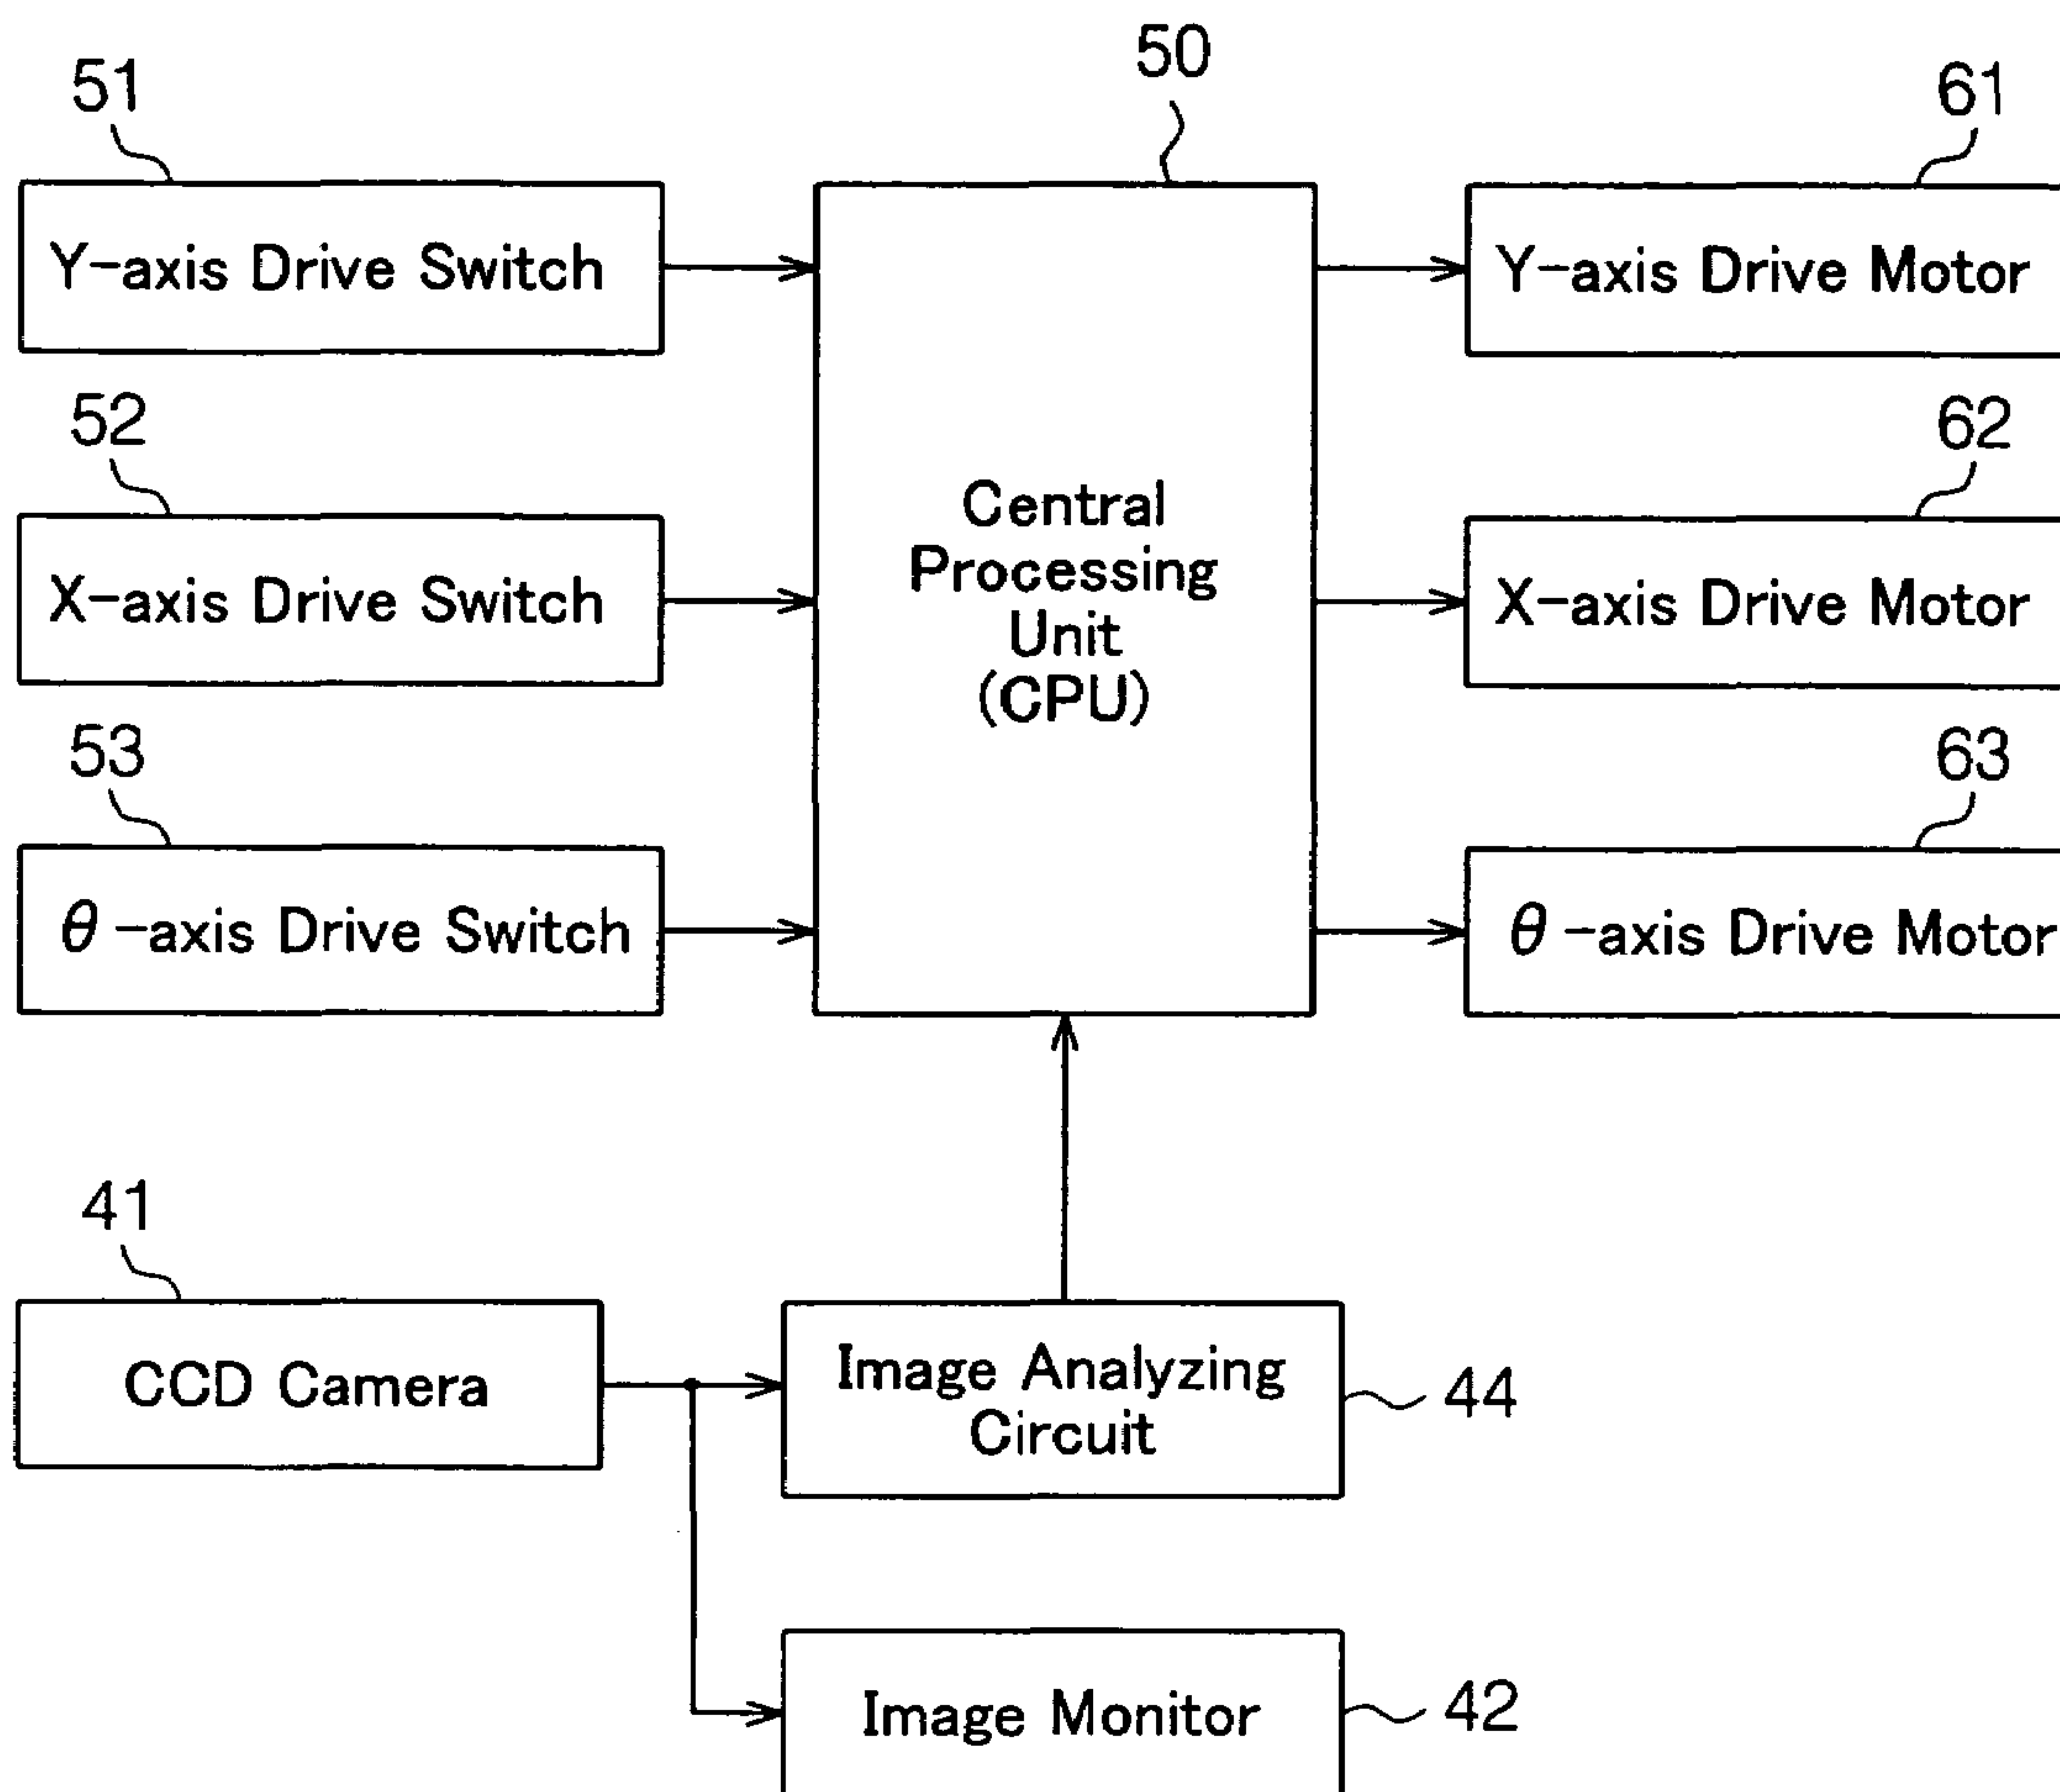 50
51
61
Y-axis Drive Switch
Y-axis Drive Motor
52
62
Central
Processing
Unit
(CPU)
X-axis Drive Switch
X-axis Drive Motor
53
63
θ-axis Drive Switch
θ-axis Drive Motor
41
CCD Camera
Image Analyzing
Circuit
44
Image Monitor
42